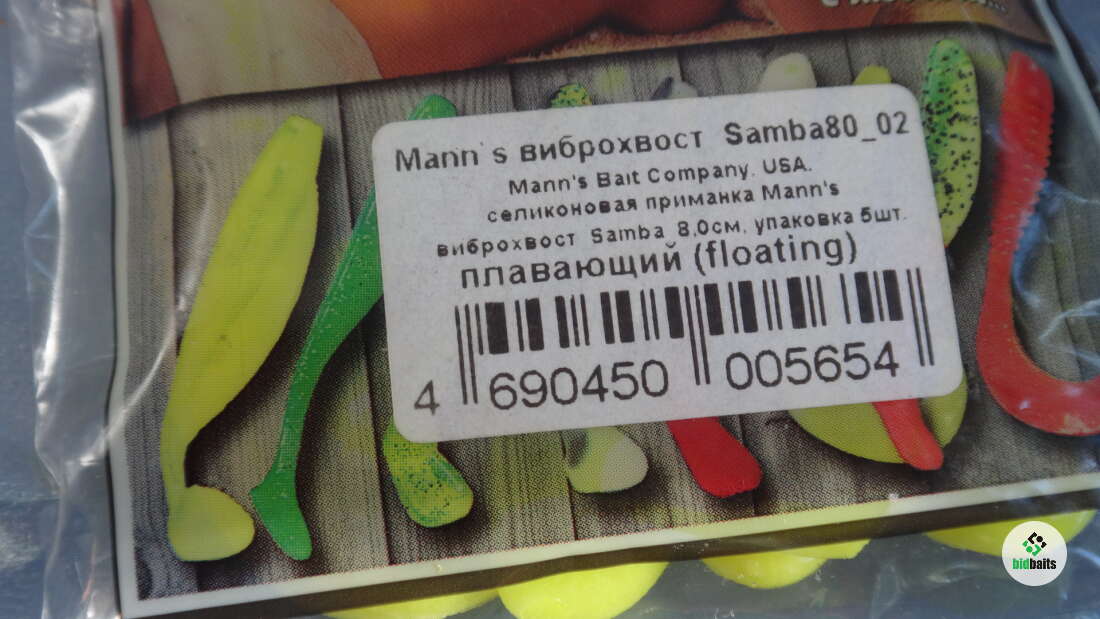 Mann`s виброхвост Samba80_02
Mann's Bait Company. USA.
селиконовая приманка Mann's
виброхвост Samba 8,0см, упаковка 5шт.
плавающий (floating)
4 690450 005654
bidbaits